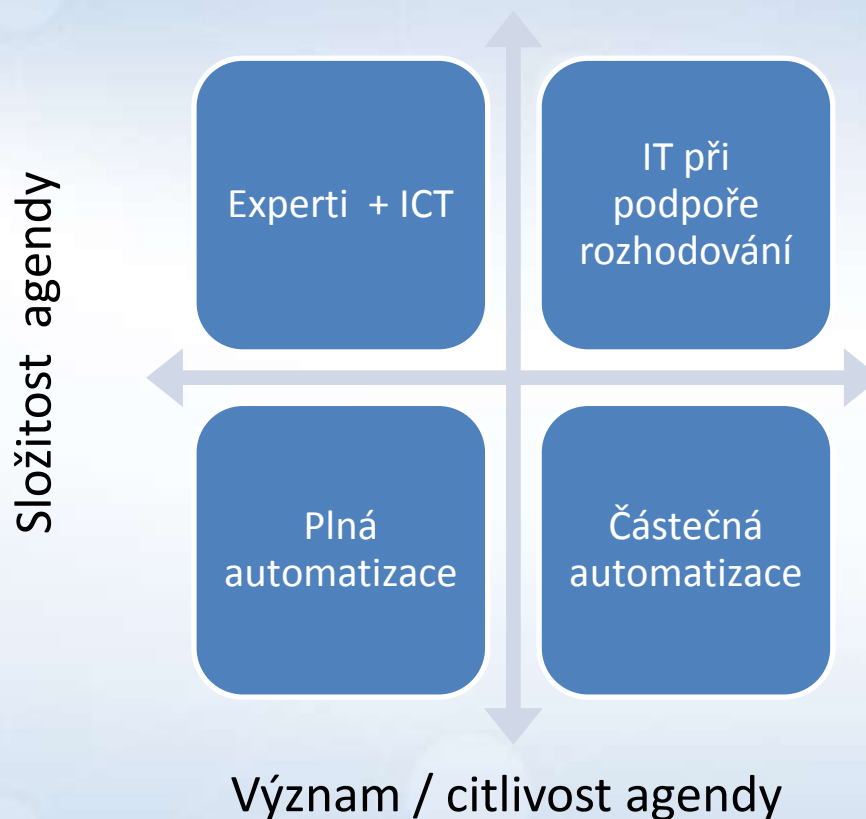 Složitost agendy
Experti + ICT
IT při
podpoře
rozhodování
Plná
automatizace
Částečná
automatizace
Význam / citlivost agendy